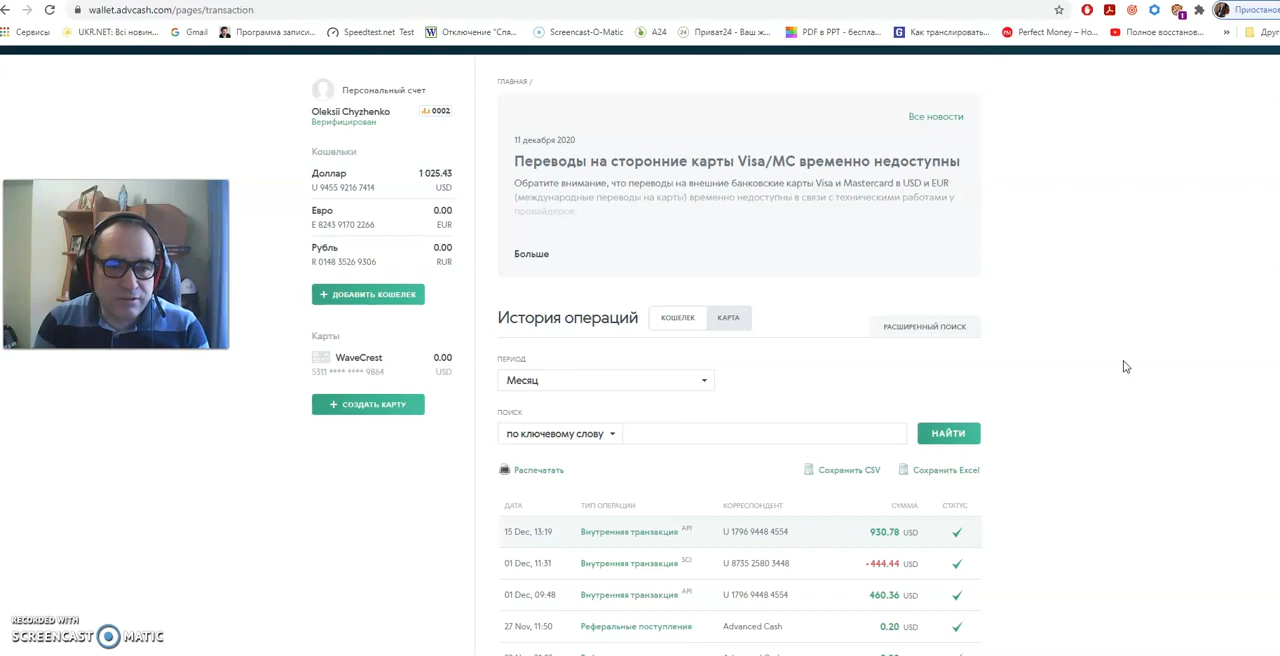 wallet.advcash.com/pages/transaction
Приостанов
Сервисы
UKR.NET: Всі новин...
Gmail
Программа записи...
Speedtest.net Test
Отключение "Спя...
Screencast-O-Matic
A24
Приват24 - Ваш ж...
PDF в PPT - беспла...
Как транслировать...
Perfect Money – Но...
Полное восстанов...
»
Друг
Персональный счет
Oleksii Chyzhenko
0002
Верифицирован
Кошельки
Доллар 1 025.43
U 9455 9216 7414 USD
Евро 0.00
E 8243 9170 2266 EUR
Рубль 0.00
R 0148 3526 9306 RUR
+ ДОБАВИТЬ КОШЕЛЕК
Карты
WaveCrest 0.00
5311 **** **** 9864 USD
+ СОЗДАТЬ КАРТУ
ГЛАВНАЯ /
Все новости
11 декабря 2020
Переводы на сторонние карты Visa/MC временно недоступны
Обратите внимание, что переводы на внешние банковские карты Visa и Mastercard в USD и EUR
(международные переводы на карты) временно недоступны в связи с техническими работами у
провайдеров.
Больше
История операций
КОШЕЛЕК
КАРТА
РАСШИРЕННЫЙ ПОИСК
ПЕРИОД
Месяц
ПОИСК
по ключевому слову
НАЙТИ
Распечатать
Сохранить CSV
Сохранить Excel
ДАТА ТИП ОПЕРАЦИИ КОРРЕСПОНДЕНТ СУММА СТАТУС
15 Dec, 13:19 Внутренняя транзакция API U 1796 9448 4554 930.78 USD
01 Dec, 11:31 Внутренняя транзакция SCI U 8735 2580 3448 -444.44 USD
01 Dec, 09:48 Внутренняя транзакция API U 1796 9448 4554 460.36 USD
27 Nov, 11:50 Реферальные поступления Advanced Cash 0.20 USD
RECORDED WITH
SCREENCAST MATIC